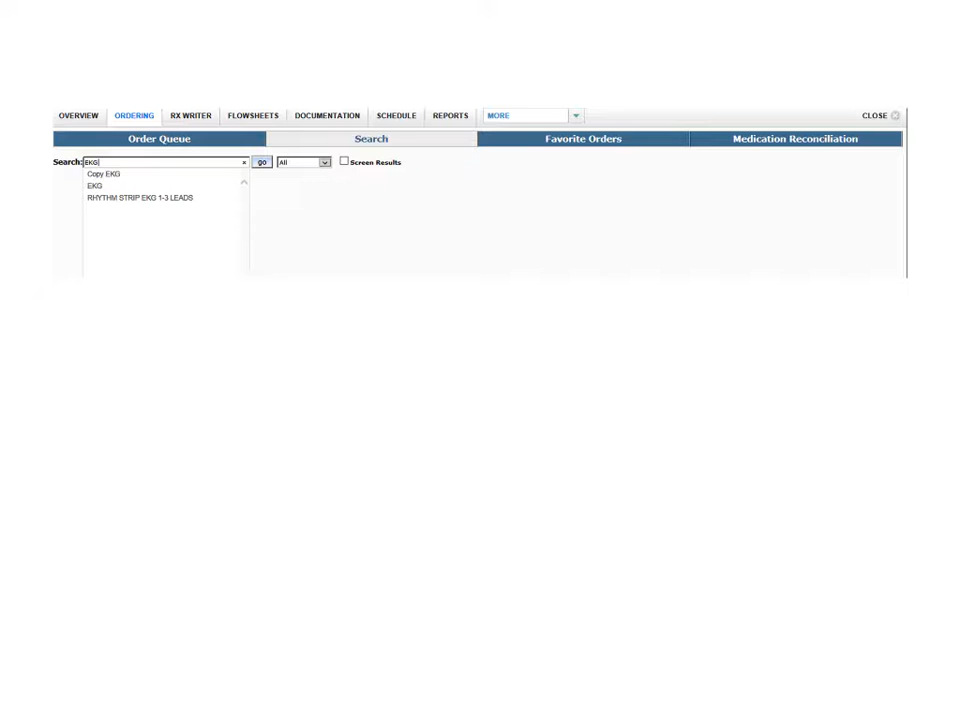 OVERVIEW ORDERING RX WRITER FLOWSHEETS DOCUMENTATION SCHEDULE REPORTS MORE CLOSE
Order Queue Search Favorite Orders Medication Reconciliation
Search: EKG go All Screen Results
Copy EKG
EKG
RHYTHM STRIP EKG 1-3 LEADS